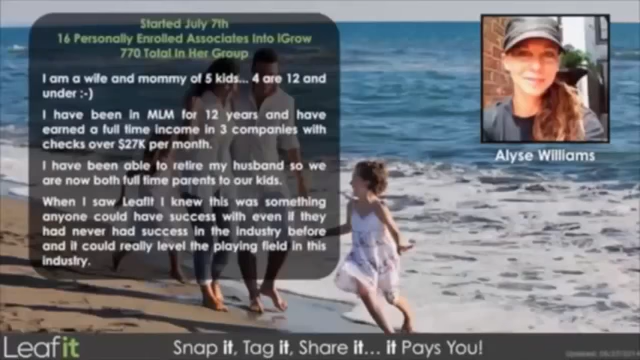 Started July 7th
16 Personally Enrolled Associates Into iGrow
770 Total In Her Group
I am a wife and mommy of 5 kids... 4 are 12 and
under :-)
I have been in MLM for 12 years and have
earned a full time income in 3 companies with
checks over $27K per month.
I have been able to retire my husband so we
are now both full time parents to our kids.
When I saw Leafit I knew this was something
anyone could have success with even if they
had never had success in the industry before
and it could really level the playing field in this
industry.
Alyse Williams
Leafit
Snap it, Tag it, Share it... it Pays You!